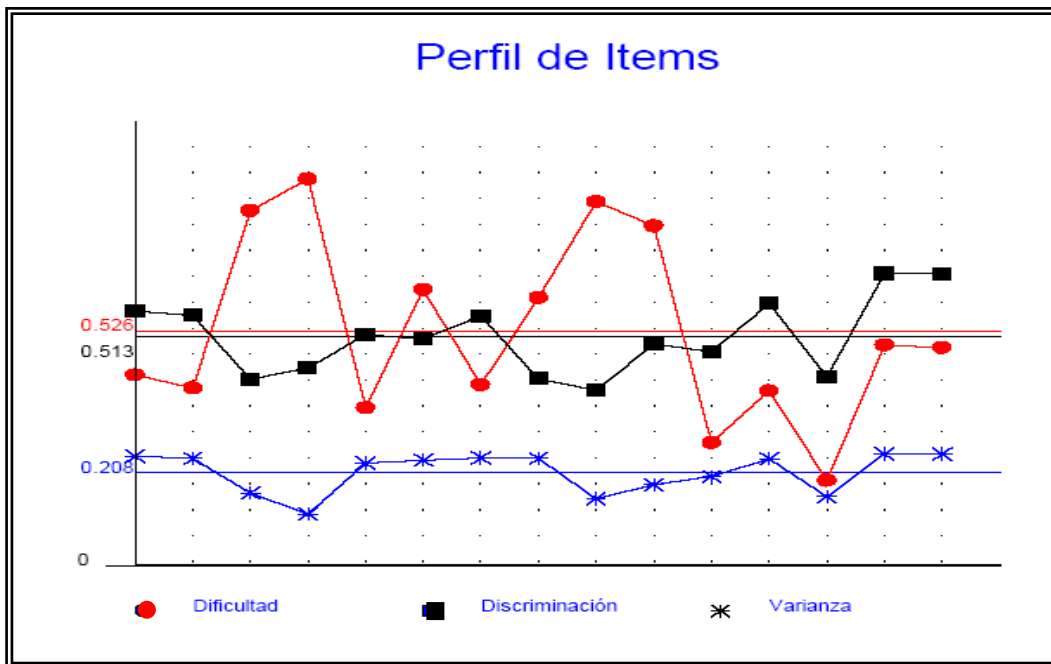 Perfil de Items
0.526
0.513
0.208
0
Dificultad Discriminación Varianza